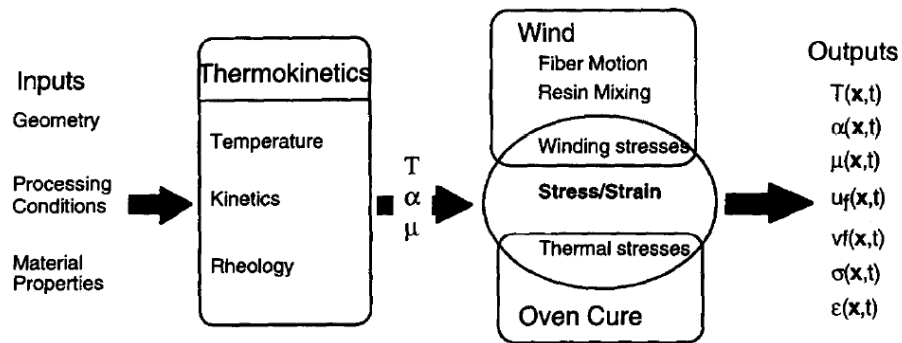 Inputs
Geometry
Processing
Conditions
Material
Properties
Thermokinetics
Temperature
Kinetics
Rheology
T
α
μ
Wind
Fiber Motion
Resin Mixing
Winding stresses
Stress/Strain
Thermal stresses
Oven Cure
Outputs
T(x,t)
α(x,t)
μ(x,t)
uf(x,t)
vf(x,t)
σ(x,t)
ε(x,t)